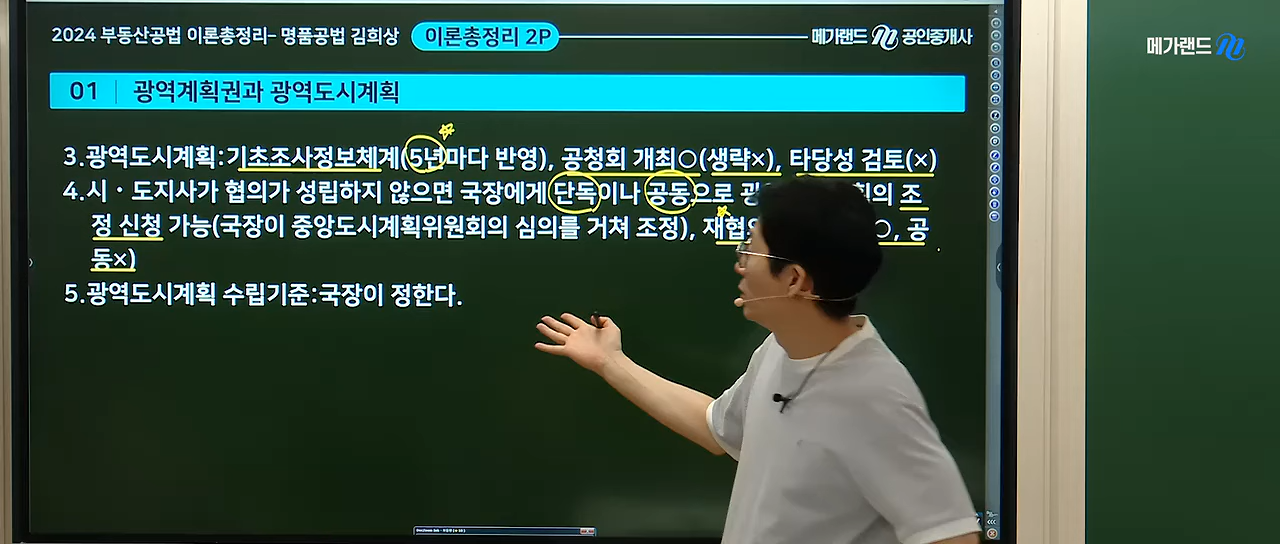 2024 부동산공법 이론총정리- 명품공법 김희상 이론총정리 2P 메가랜드 공인중개사
메가랜드
01 광역계획권과 광역도시계획
3.광역도시계획:기초조사정보체계(5년마다 반영), 공청회 개최○(생략×), 타당성 검토(×)
4.시·도지사가 협의가 성립하지 않으면 국장에게 단독이나 공동으로 광 의 조
정 신청 가능(국장이 중앙도시계획위원회의 심의를 거쳐 조정), 재협 ○, 공
동×)
5.광역도시계획 수립기준:국장이 정한다.